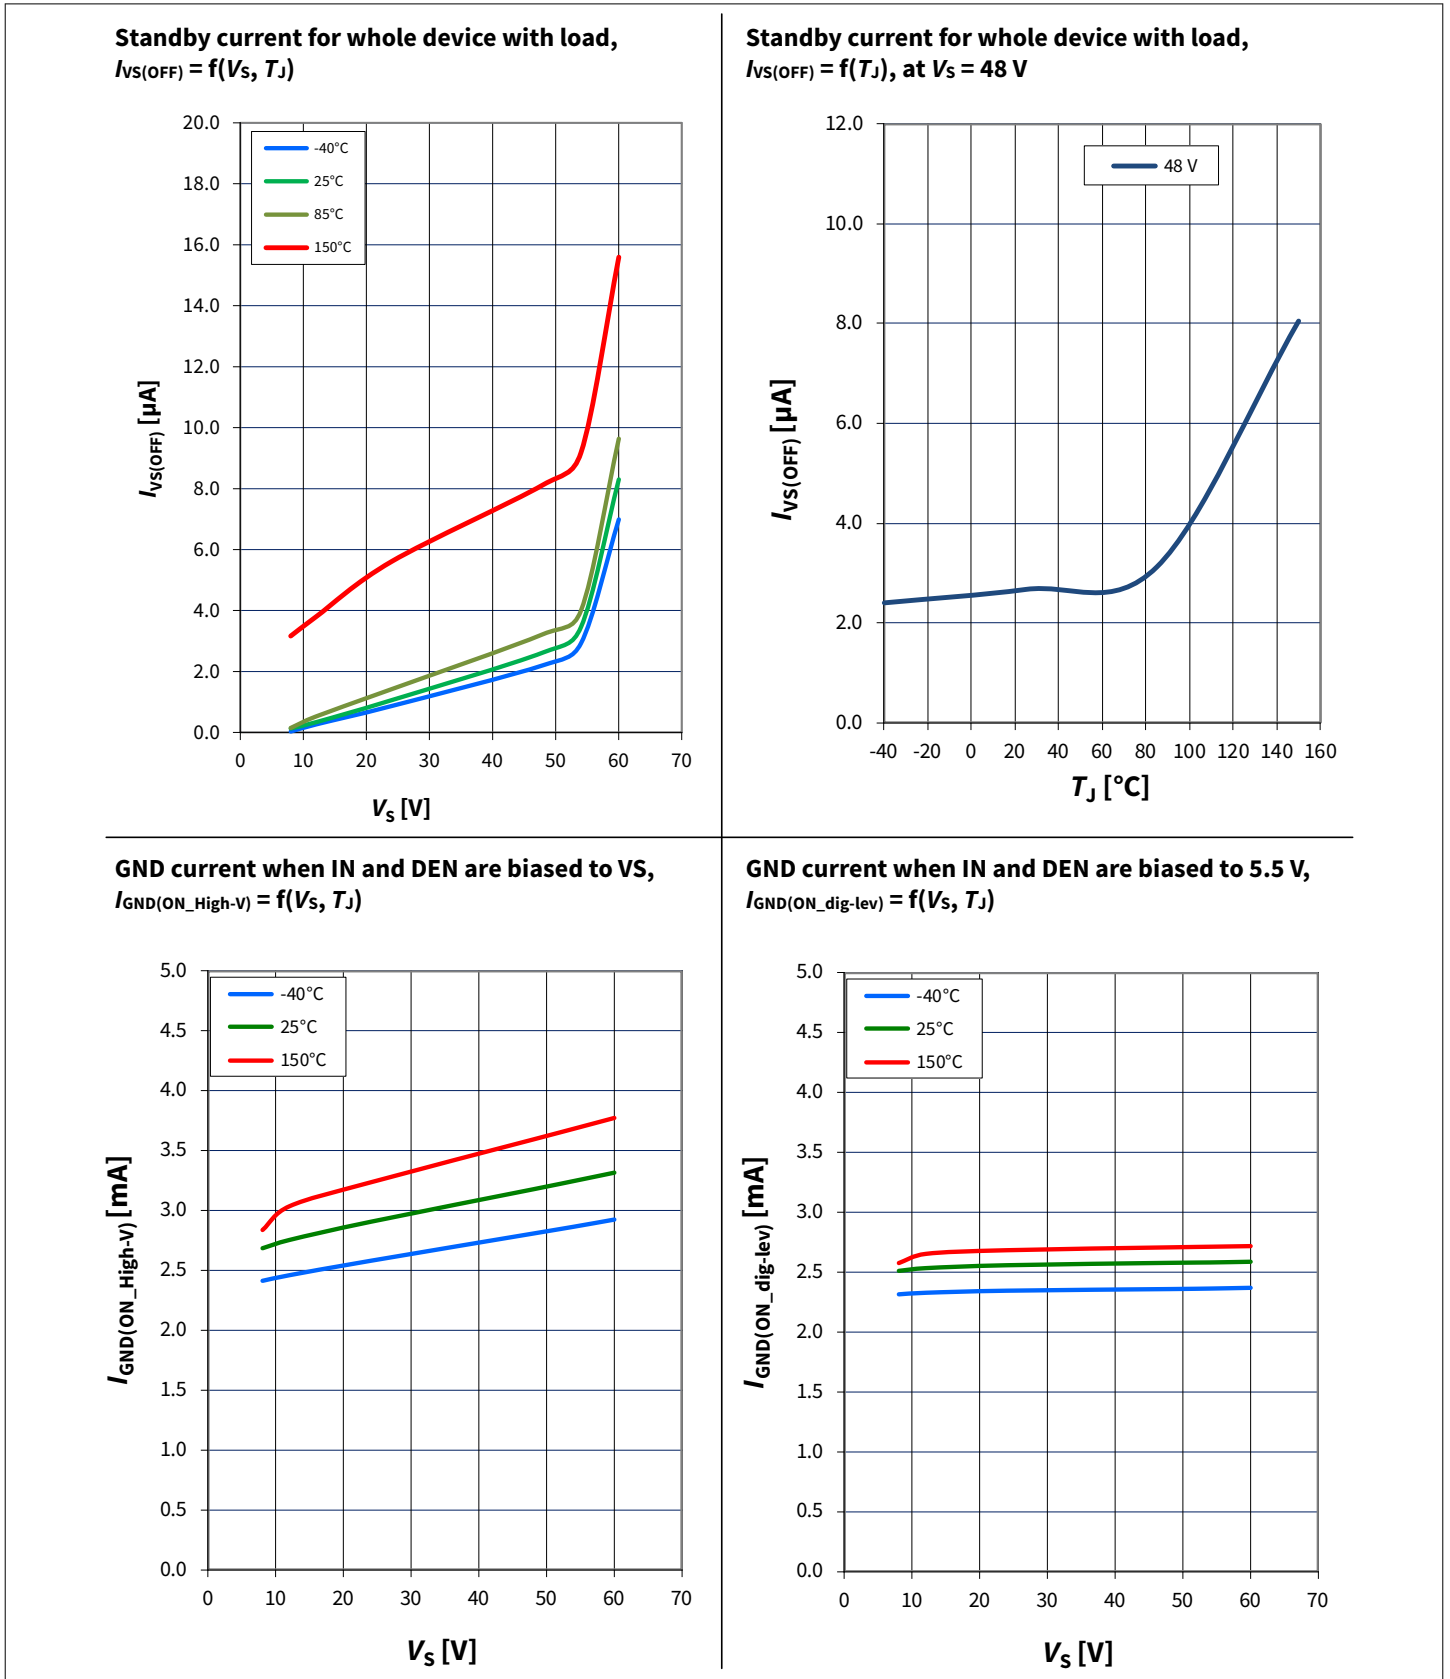 Standby current for whole device with load,
IVS(OFF) = f(VS, TJ)
20.0
18.0
16.0
14.0
12.0
10.0
8.0
6.0
4.0
2.0
0.0
-40°C
25°C
85°C
150°C
0 10 20 30 40 50 60 70
IVS(OFF) [µA]
VS [V]
Standby current for whole device with load,
IVS(OFF) = f(TJ), at VS = 48 V
12.0
10.0
8.0
6.0
4.0
2.0
0.0
48 V
-40 -20 0 20 40 60 80 100 120 140 160
IVS(OFF) [µA]
TJ [°C]
GND current when IN and DEN are biased to VS,
IGND(ON_High-V) = f(VS, TJ)
5.0
4.5
4.0
3.5
3.0
2.5
2.0
1.5
1.0
0.5
0.0
-40°C
25°C
150°C
0 10 20 30 40 50 60 70
IGND(ON_High-V) [mA]
VS [V]
GND current when IN and DEN are biased to 5.5 V,
IGND(ON_dig-lev) = f(VS, TJ)
5.0
4.5
4.0
3.5
3.0
2.5
2.0
1.5
1.0
0.5
0.0
-40°C
25°C
150°C
0 10 20 30 40 50 60 70
IGND(ON_dig-lev) [mA]
VS [V]